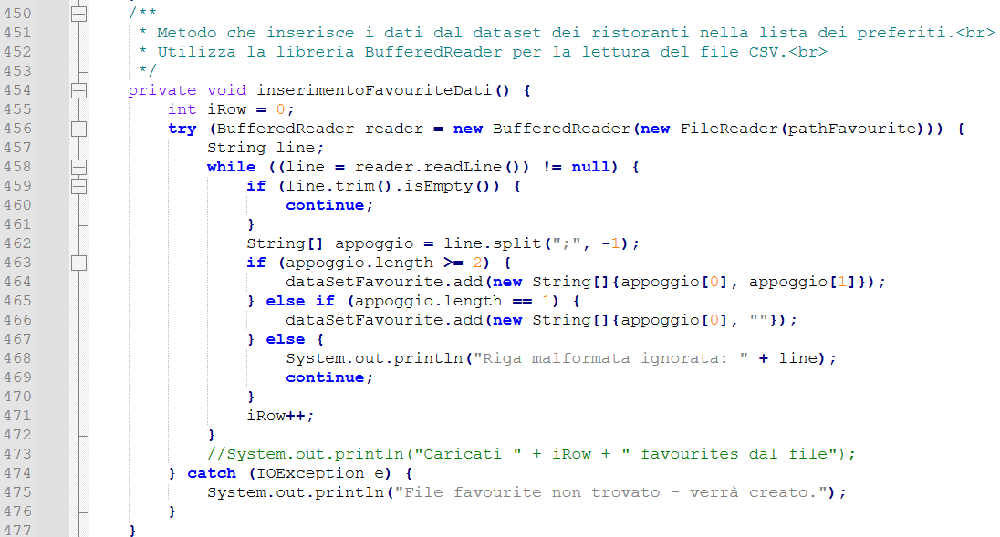 450 /**
451 * Metodo che inserisce i dati dal dataset dei ristoranti nella lista dei preferiti.<br>
452 * Utilizza la libreria BufferedReader per la lettura del file CSV.<br>
453 */
454 private void inserimentoFavouriteDati() {
455 int iRow = 0;
456 try (BufferedReader reader = new BufferedReader(new FileReader(pathFavourite))) {
457 String line;
458 while ((line = reader.readLine()) != null) {
459 if (line.trim().isEmpty()) {
460 continue;
461 }
462 String[] appoggio = line.split(";", -1);
463 if (appoggio.length >= 2) {
464 dataSetFavourite.add(new String[]{appoggio[0], appoggio[1]});
465 } else if (appoggio.length == 1) {
466 dataSetFavourite.add(new String[]{appoggio[0], ""});
467 } else {
468 System.out.println("Riga malformata ignorata: " + line);
469 continue;
470 }
471 iRow++;
472 }
473 //System.out.println("Caricati " + iRow + " favourites dal file");
474 } catch (IOException e) {
475 System.out.println("File favourite non trovato - verrà creato.");
476 }
477 }